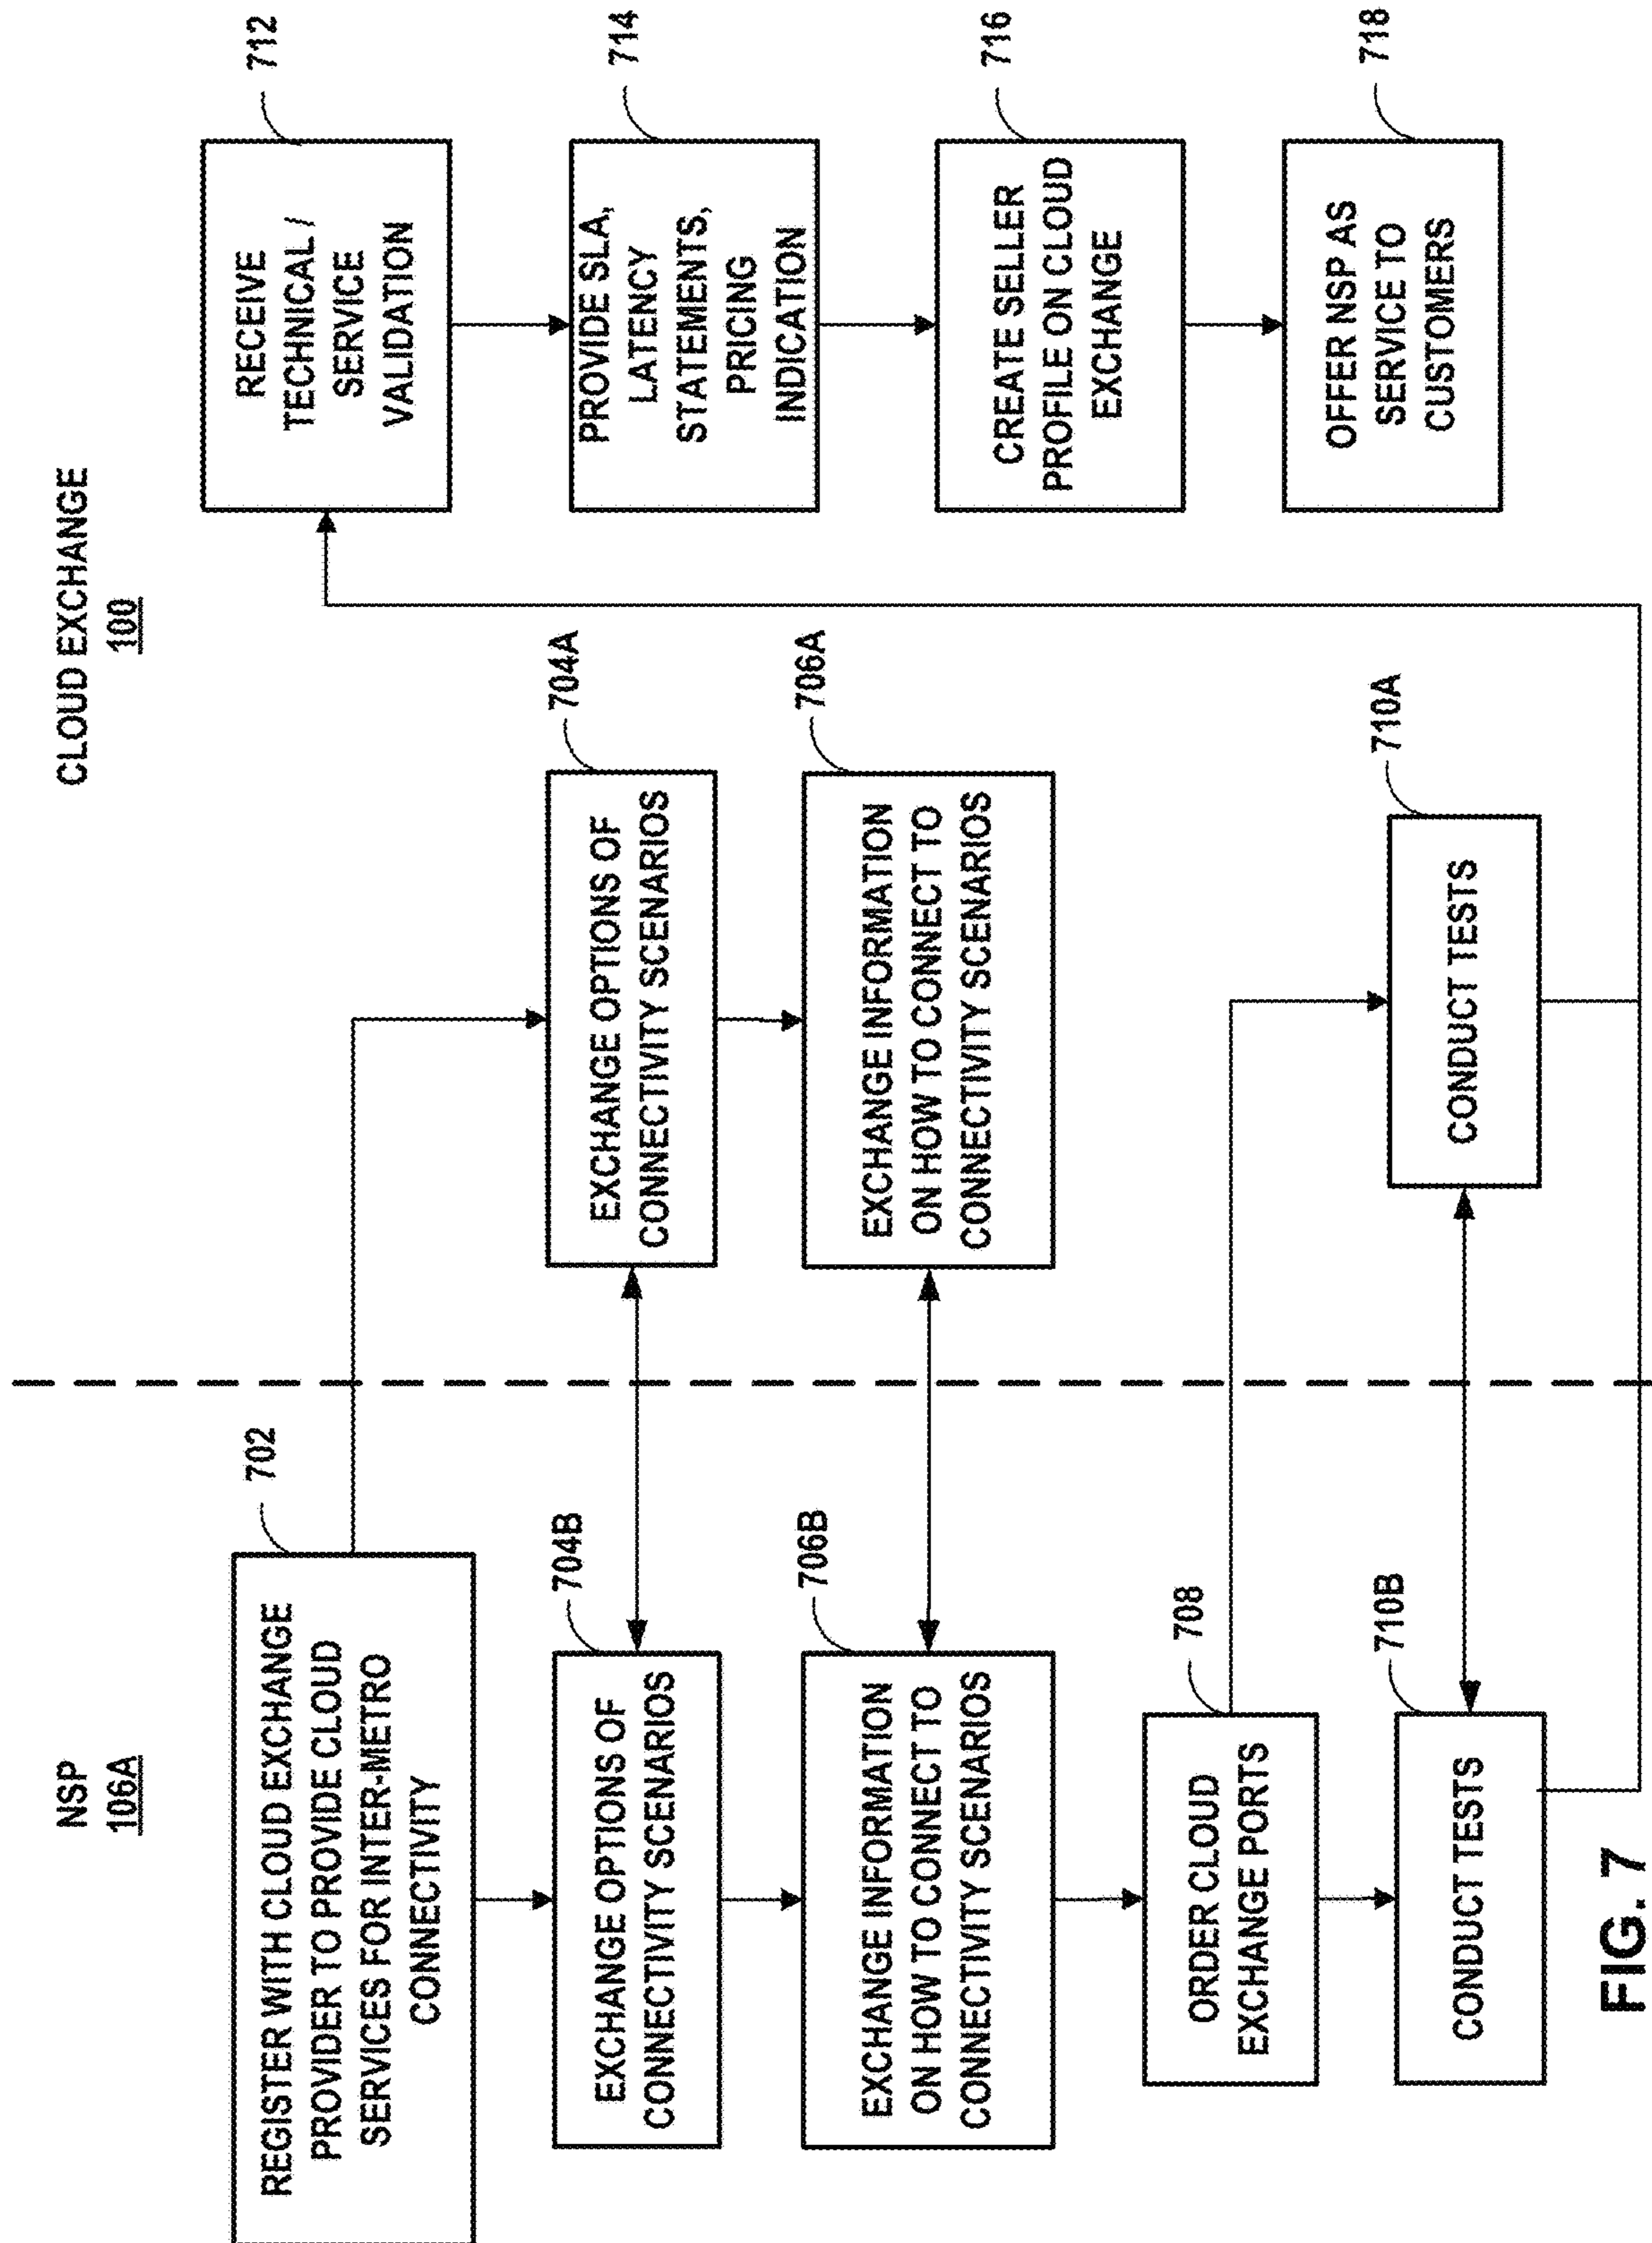 NSP
106A
CLOUD EXCHANGE
100
702
REGISTER WITH CLOUD EXCHANGE
PROVIDER TO PROVIDE CLOUD
SERVICES FOR INTER-METRO
CONNECTIVITY
704B
EXCHANGE OPTIONS OF
CONNECTIVITY SCENARIOS
706B
EXCHANGE INFORMATION
ON HOW TO CONNECT TO
CONNECTIVITY SCENARIOS
708
ORDER CLOUD
EXCHANGE PORTS
710B
CONDUCT TESTS
704A
EXCHANGE OPTIONS OF
CONNECTIVITY SCENARIOS
706A
EXCHANGE INFORMATION
ON HOW TO CONNECT TO
CONNECTIVITY SCENARIOS
710A
CONDUCT TESTS
712
RECEIVE
TECHNICAL /
SERVICE
VALIDATION
714
PROVIDE SLA,
LATENCY
STATEMENTS,
PRICING
INDICATION
716
CREATE SELLER
PROFILE ON CLOUD
EXCHANGE
718
OFFER NSP AS
SERVICE TO
CUSTOMERS
FIG. 7